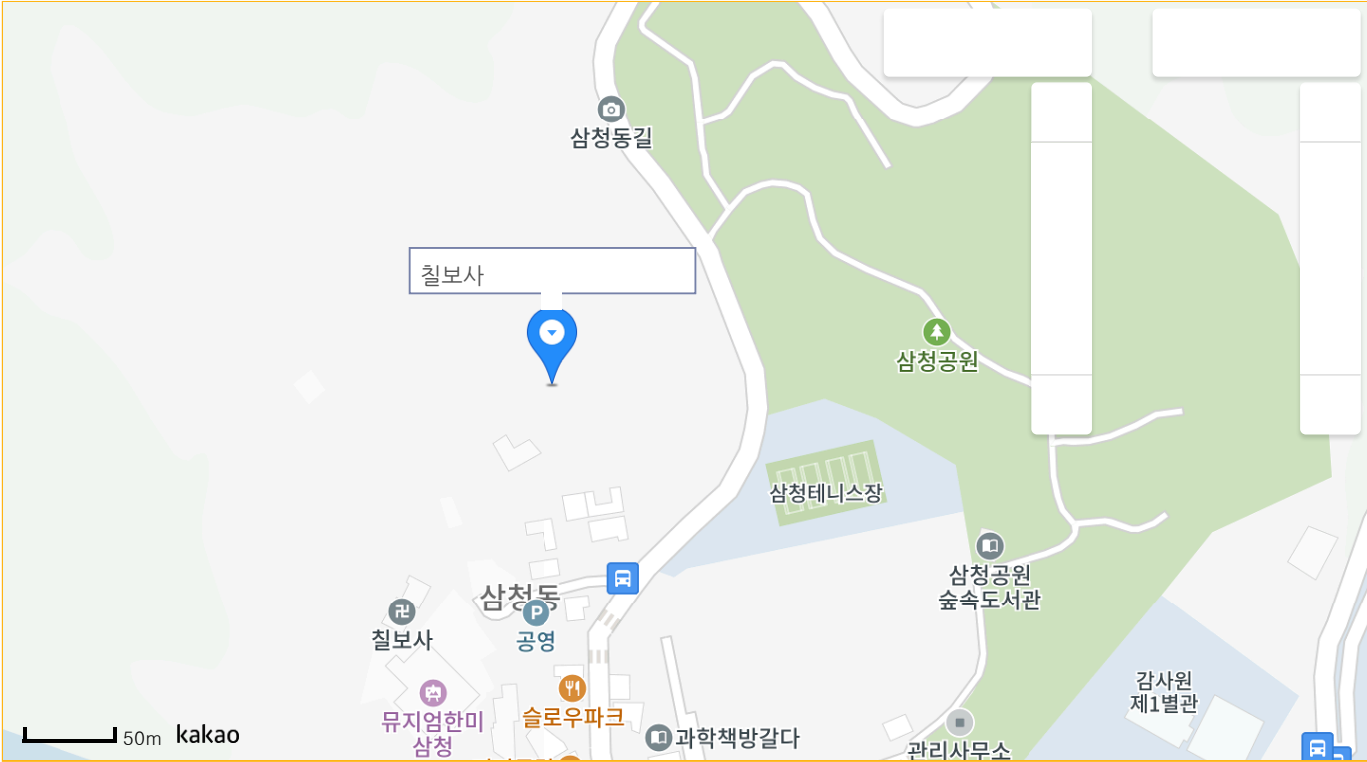 삼청동길
칠보사
삼청공원
삼청테니스장
삼청공원
숲속도서관
삼청동
P
공영
칠보사
감사원
제1별관
뮤지엄한미
삼청
슬로우파크
과학책방갈다
관리사무소
50m
kakao